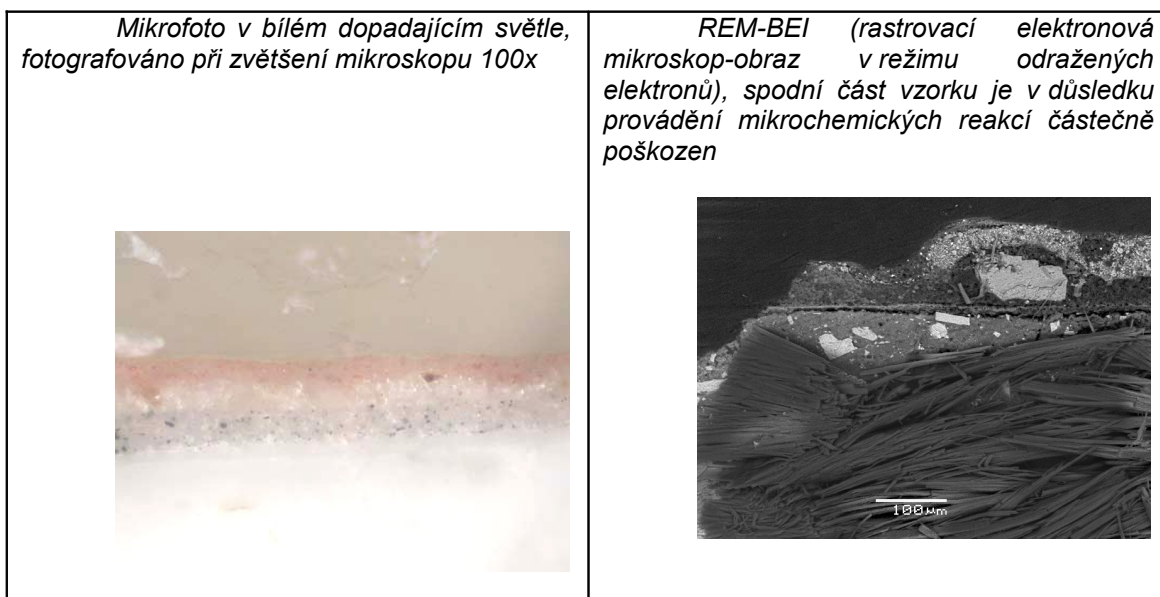 Mikrofoto v bílém dopadajícím světle,
fotografováno při zvětšení mikroskopu 100x
REM-BEI (rastrovací elektronová
mikroskop-obraz v režimu odražených
elektronů), spodní část vzorku je v důsledku
provádění mikrochemických reakcí částečně
poškozen
100µm